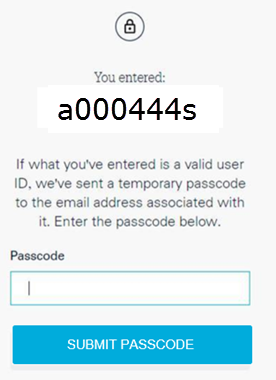 You entered:
a000444s
If what you've entered is a valid user
ID, we've sent a temporary passcode
to the email address associated with
it. Enter the passcode below.
Passcode
SUBMIT PASSCODE